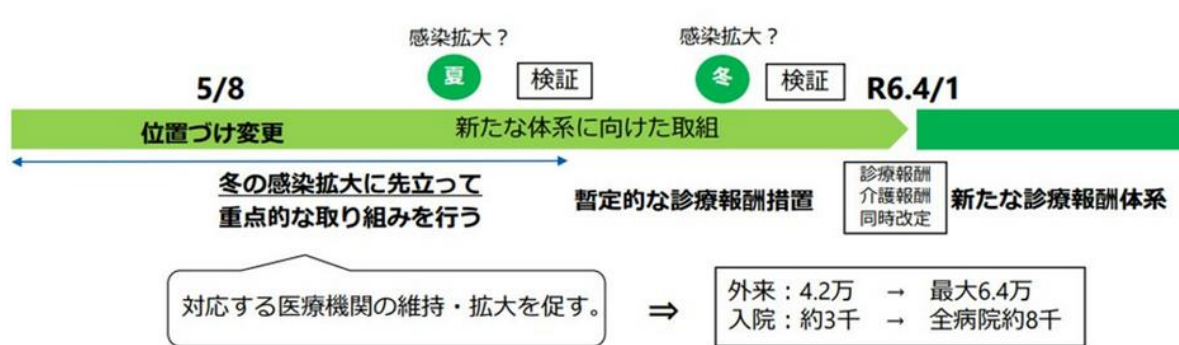 感染拡大？
感染拡大？
夏
検証
冬
検証
5/8
R6.4/1
位置づけ変更
新たな体系に向けた取組
冬の感染拡大に先立って
重点的な取り組みを行う
暫定的な診療報酬措置
診療報酬
介護報酬
同時改定
新たな診療報酬体系
対応する医療機関の維持・拡大を促す。
⇒
外来：4.2万　→　最大6.4万
入院：約3千　→　全病院約8千